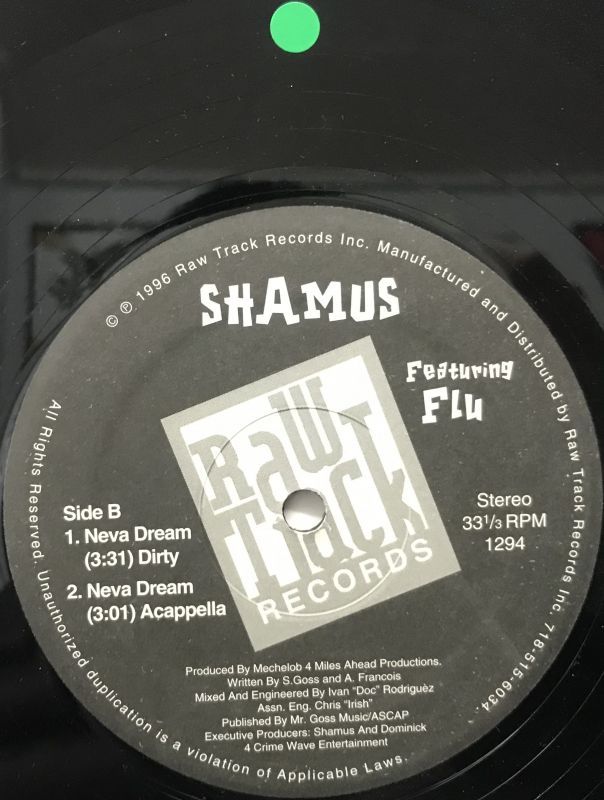 © ℗ 1996 Raw Track Records Inc. Manufactured and Distributed by Raw Track Records Inc. 718-515-6034.
SHAMUS
Featuring
Flu
Raw
Track
RECORDS
Side B
1. Neva Dream
(3:31) Dirty
2. Neva Dream
(3:01) Acappella
Stereo
33 1/3 RPM
1294
Produced By Mechelob 4 Miles Ahead Productions.
Written By S.Goss and A. Francois
Mixed And Engineered By Ivan "Doc" Rodriguèz
Assn. Eng. Chris "Irish"
Published By Mr. Goss Music/ASCAP
Executive Producers: Shamus And Dominick
4 Crime Wave Entertainment
All Rights Reserved. Unauthorized duplication is a violation of Applicable Laws.